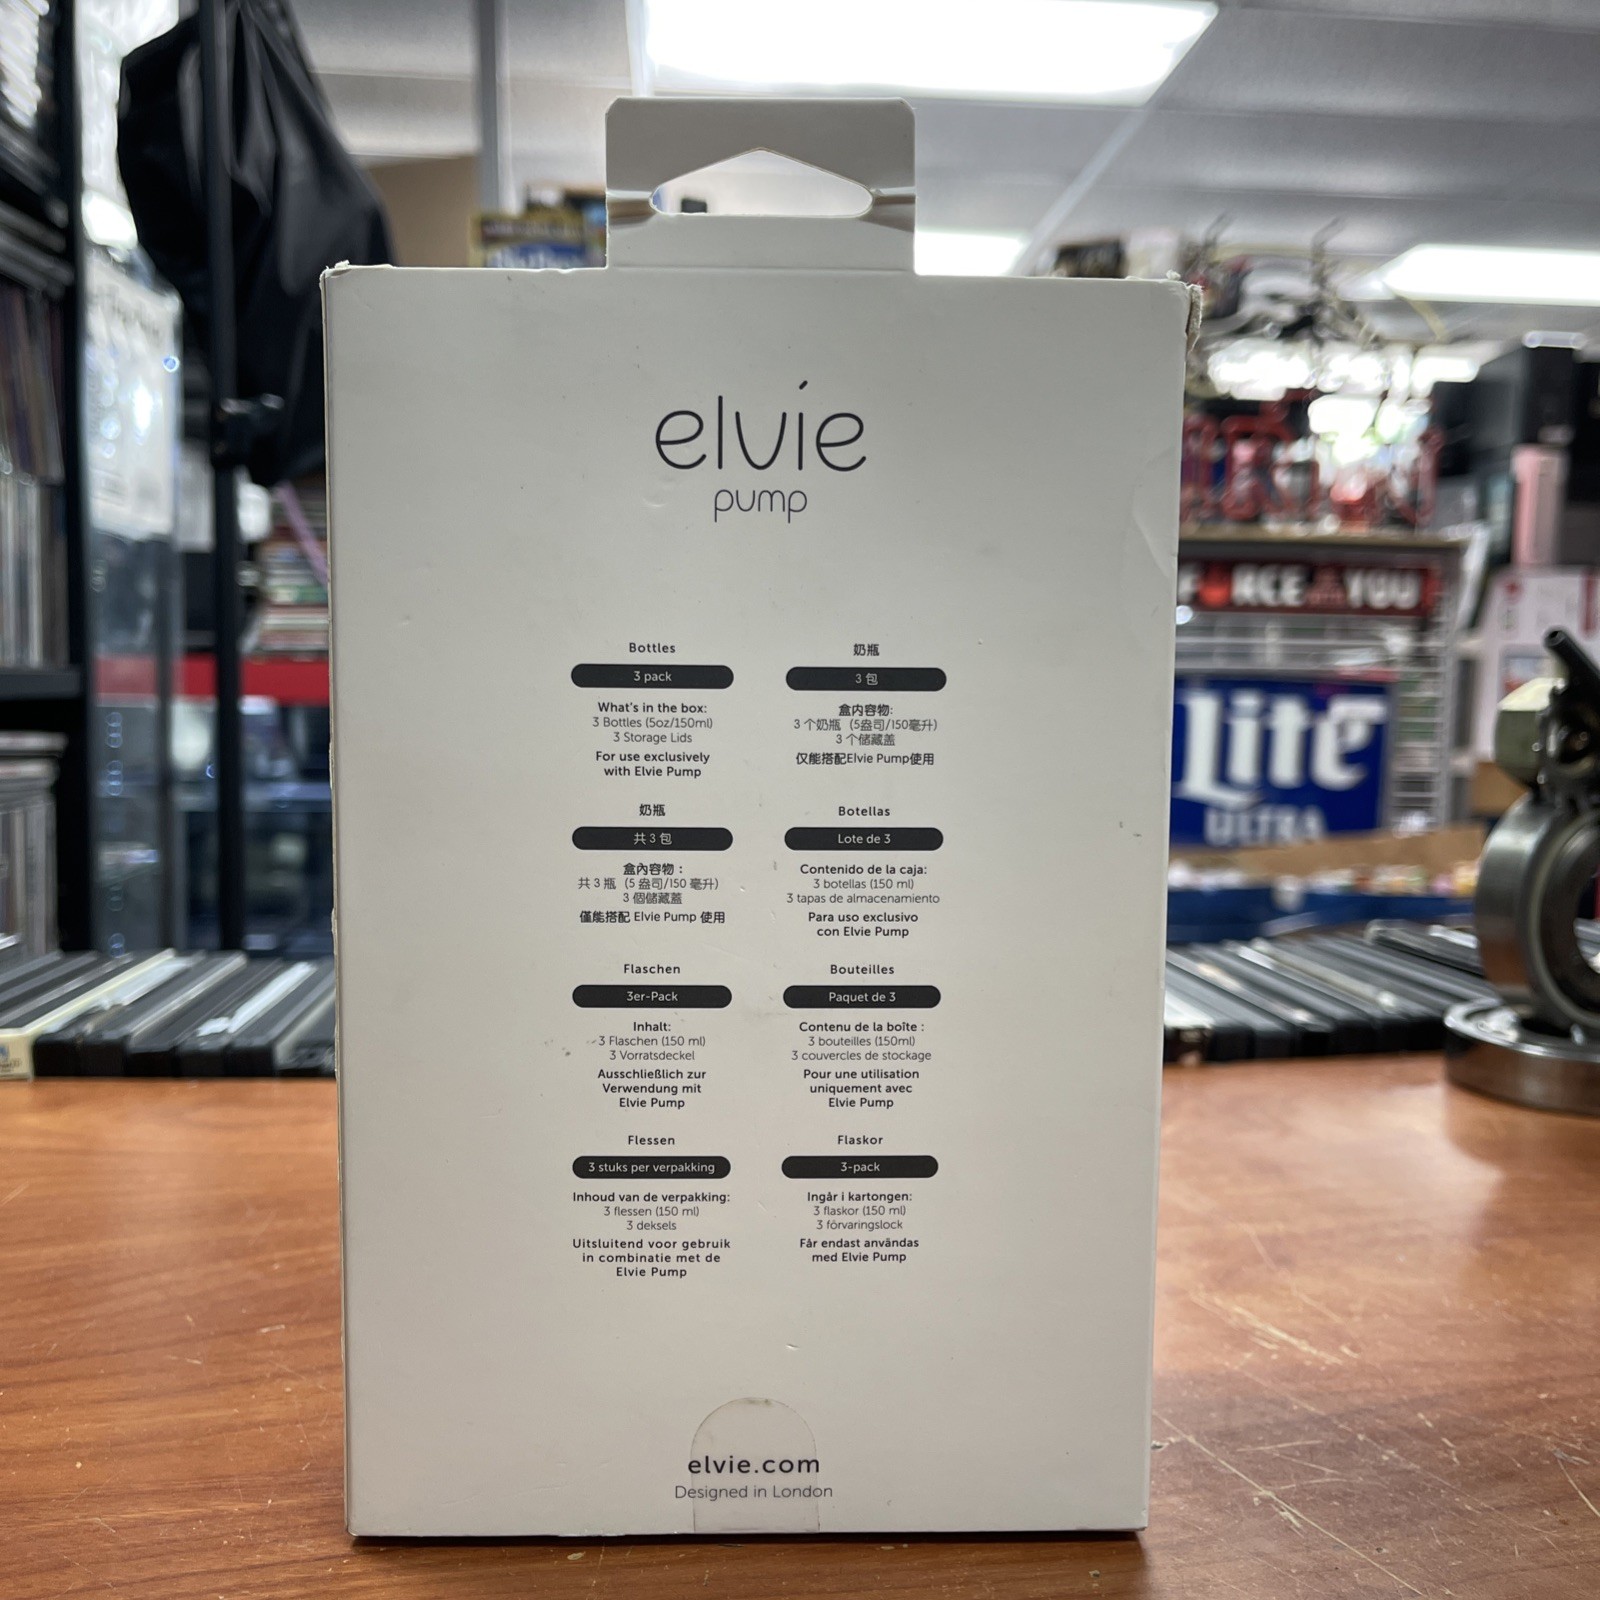 elvie
pump
Bottles
3 pack
What's in the box:
3 Bottles (5oz/150ml)
3 Storage Lids
For use exclusively
with Elvie Pump
奶瓶
3 包
盒内容物:
3 个奶瓶 (5盎司/150毫升)
3 个储藏盖
仅能搭配Elvie Pump使用
奶瓶
共 3 包
盒內容物：
共 3 瓶 (5 盎司/150 毫升)
3 個儲藏蓋
僅能搭配 Elvie Pump 使用
Botellas
Lote de 3
Contenido de la caja:
3 botellas (150 ml)
3 tapas de almacenamiento
Para uso exclusivo
con Elvie Pump
Flaschen
3er-Pack
Inhalt:
3 Flaschen (150 ml)
3 Vorratsdeckel
Ausschließlich zur
Verwendung mit
Elvie Pump
Bouteilles
Paquet de 3
Contenu de la boîte :
3 bouteilles (150ml)
3 couvercles de stockage
Pour une utilisation
uniquement avec
Elvie Pump
Flessen
3 stuks per verpakking
Inhoud van de verpakking:
3 flessen (150 ml)
3 deksels
Uitsluitend voor gebruik
in combinatie met de
Elvie Pump
Flaskor
3-pack
Ingår i kartongen:
3 flaskor (150 ml)
3 förvaringslock
Får endast användas
med Elvie Pump
elvie.com
Designed in London
YOU
Lite
ULTRA